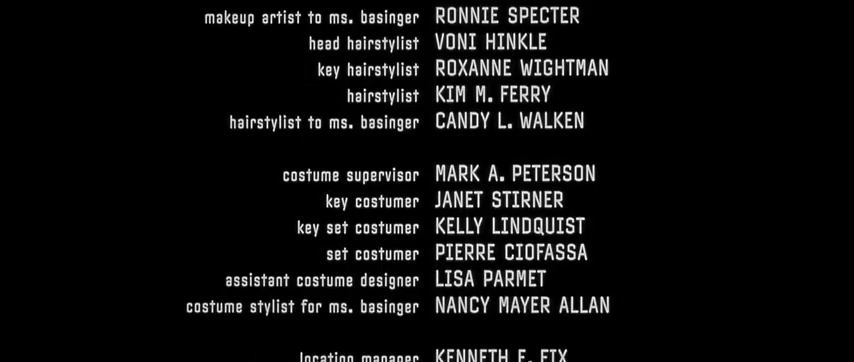 makeup artist to ms. basinger RONNIE SPECTER
head hairstylist VONI HINKLE
key hairstylist ROXANNE WIGHTMAN
hairstylist KIM M. FERRY
hairstylist to ms. basinger CANDY L. WALKEN
costume supervisor MARK A. PETERSON
key costumer JANET STIRNER
key set costumer KELLY LINDQUIST
set costumer PIERRE CIOFASSA
assistant costume designer LISA PARMET
costume stylist for ms. basinger NANCY MAYER ALLAN
location manager KENNETH E. FIX